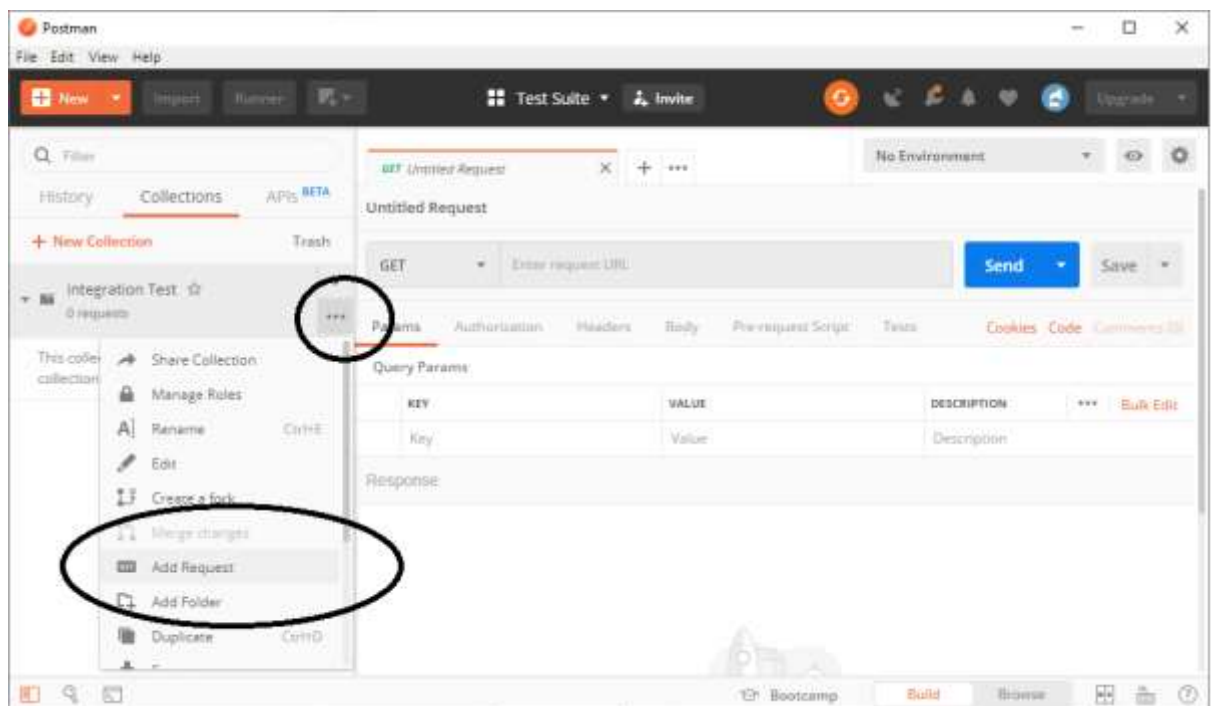 Postman
File Edit View Help
New Import Runner Test Suite Invite Upgrade
Filter
History Collections APIs BETA
+ New Collection Trash
Integration Test
0 requests
This collection
Share Collection
Manage Roles
Rename Ctrl+E
Edit
Create a fork
Merge changes
Add Request
Add Folder
Duplicate Ctrl+D
GET Untitled Request
No Environment
Untitled Request
GET Enter request URL Send Save
Params Authorization Headers Body Pre-request Script Tests Cookies Code Comments (0)
Query Params
KEY VALUE DESCRIPTION Bulk Edit
Key Value Description
Response
Bootcamp Build Browse